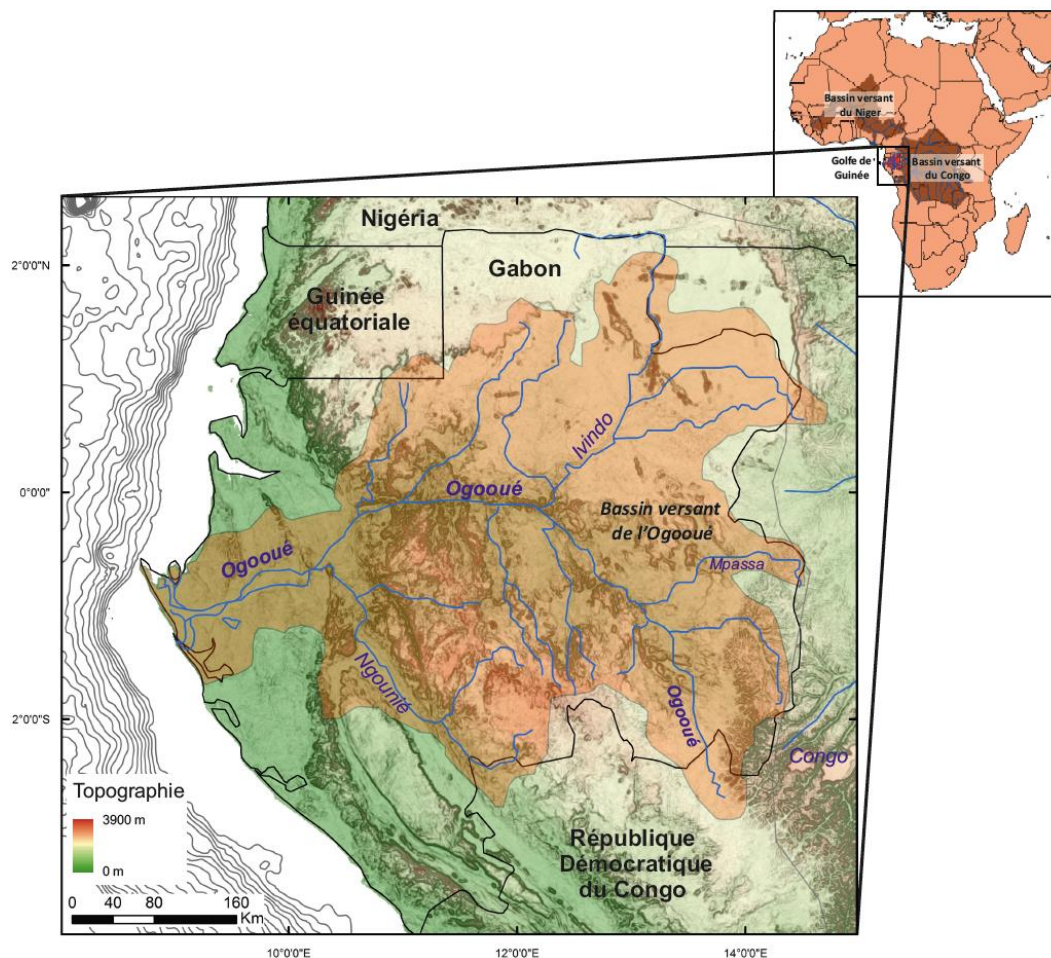 Bassin versant
du Niger
Golfe de
Guinée
Bassin versant
du Congo
Nigéria
2°0'0"N
Gabon
Guinée
équatoriale
Ivindo
0°0'0"
Ogooué
Bassin versant
de l'Ogooué
Ogooué
Mpassa
Ngounié
Ogooué
2°0'0"S
Congo
Topographie
3900 m
0 m
République
Démocratique
du Congo
0 40 80 160
Km
10°0'0"E
12°0'0"E
14°0'0"E